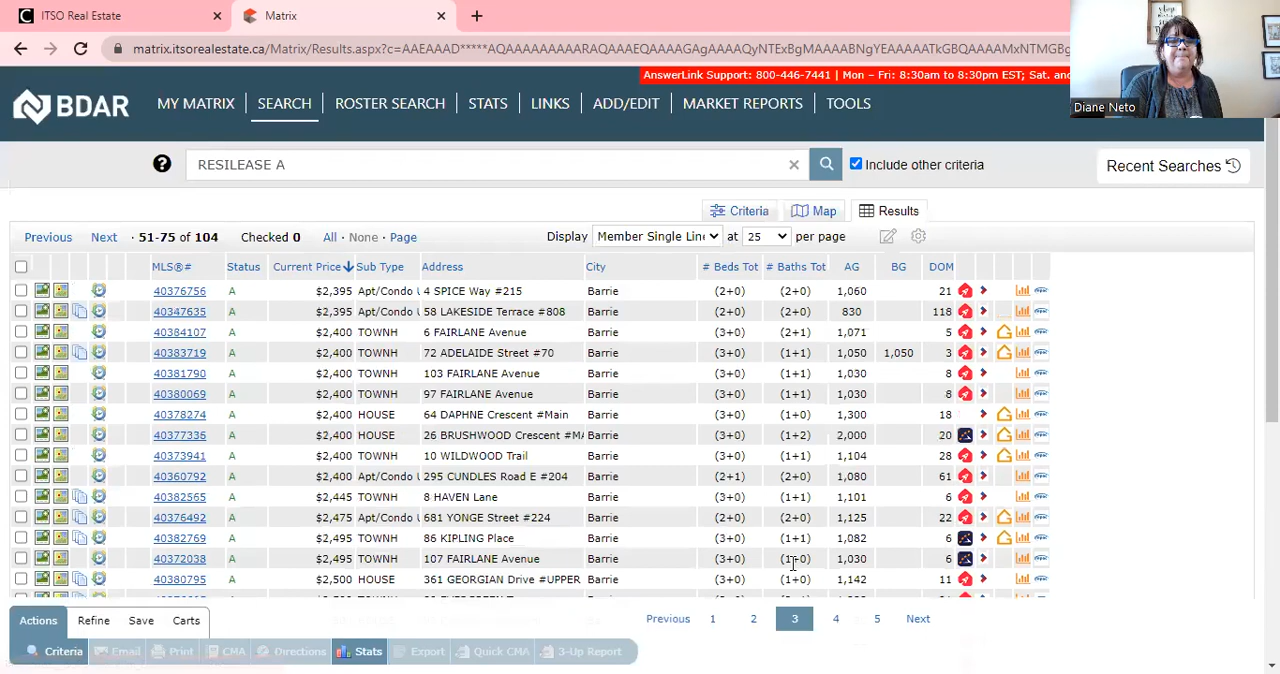 ITSO Real Estate
Matrix
matrix.itsorealestate.ca/Matrix/Results.aspx?c=AAEAAAD*****AQAAAAAAAAARAQAAAEQAAAAGAgAAAAQyNTExBgMAAAABNgYEAAAAATkGBQAAAAMxNTMGBg
AnswerLink Support: 800-446-7441 | Mon – Fri: 8:30am to 8:30pm EST; Sat. and
Diane Neto
BDAR MY MATRIX SEARCH ROSTER SEARCH STATS LINKS ADD/EDIT MARKET REPORTS TOOLS
? RESILEASE A Include other criteria Recent Searches
Criteria Map Results
Previous Next · 51-75 of 104 Checked 0 All · None · Page Display Member Single Line at 25 per page
MLS®# Status Current Price Sub Type Address City # Beds Tot # Baths Tot AG BG DOM
40376756 A $2,395 Apt/Condo 4 SPICE Way #215 Barrie (2+0) (2+0) 1,060 21
40347635 A $2,395 Apt/Condo 58 LAKESIDE Terrace #808 Barrie (2+0) (2+0) 830 118
40384107 A $2,400 TOWNH 6 FAIRLANE Avenue Barrie (3+0) (2+1) 1,071 5
40383719 A $2,400 TOWNH 72 ADELAIDE Street #70 Barrie (3+0) (1+1) 1,050 1,050 3
40381790 A $2,400 TOWNH 103 FAIRLANE Avenue Barrie (3+0) (1+0) 1,030 8
40380069 A $2,400 TOWNH 97 FAIRLANE Avenue Barrie (3+0) (1+0) 1,030 8
40378274 A $2,400 HOUSE 64 DAPHNE Crescent #Main Barrie (3+0) (1+0) 1,300 18
40377336 A $2,400 HOUSE 26 BRUSHWOOD Crescent #MA Barrie (3+0) (1+2) 2,000 20
40373941 A $2,400 HOUSE 10 WILDWOOD Trail Barrie (3+0) (1+1) 1,104 28
40360792 A $2,400 Apt/Condo 295 CUNDLES Road E #204 Barrie (2+1) (2+0) 1,080 61
40382565 A $2,445 TOWNH 8 HAVEN Lane Barrie (3+0) (1+1) 1,101 6
40376492 A $2,495 Apt/Condo 681 YONGE Street #224 Barrie (2+0) (2+0) 1,125 22
40382769 A $2,495 TOWNH 86 KIPLING Place Barrie (3+0) (1+1) 1,082 6
40372038 A $2,495 TOWNH 107 FAIRLANE Avenue Barrie (3+0) (1+0) 1,030 6
40380795 A $2,500 HOUSE 361 GEORGIAN Drive #UPPER Barrie (3+0) (1+0) 1,142 11
Actions Refine Save Carts Previous 1 2 3 4 5 Next
Criteria Email Print CMA Directions Stats Export Quick CMA 3-Up Report